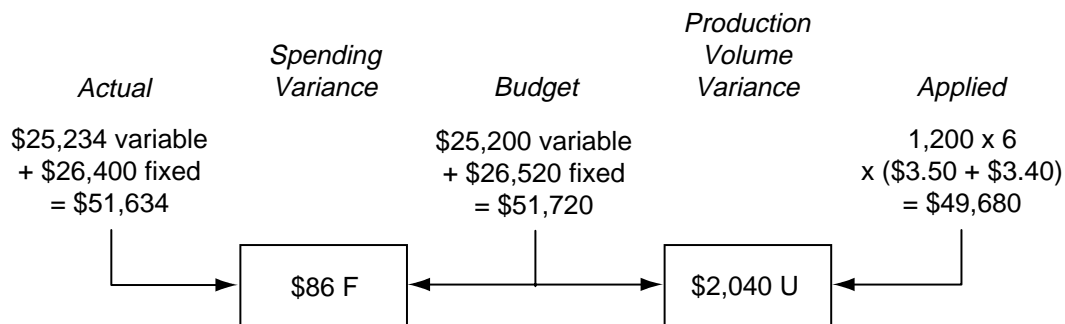 Actual
Spending
Variance
Budget
Production
Volume
Variance
Applied
$25,234 variable
+ $26,400 fixed
= $51,634
$25,200 variable
+ $26,520 fixed
= $51,720
1,200 x 6
x ($3.50 + $3.40)
= $49,680
$86 F
$2,040 U